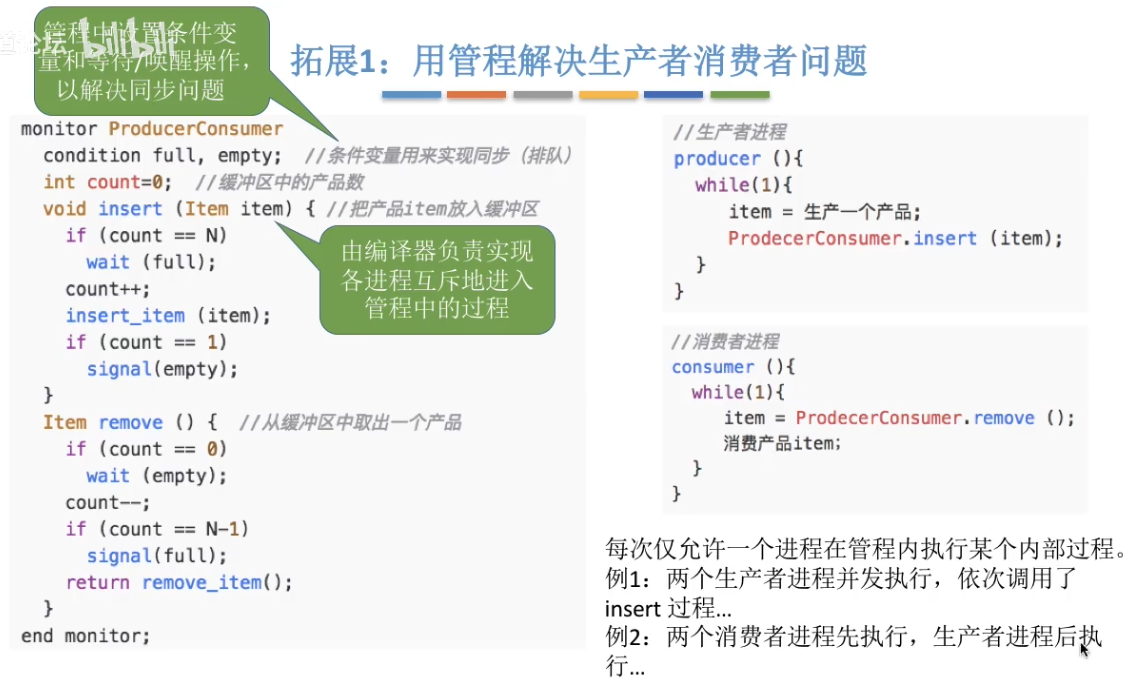 管程中设置条件变
量和等待/唤醒操作，
以解决同步问题
论坛 bilibili
拓展1：用管程解决生产者消费者问题
monitor ProducerConsumer
condition full, empty; //条件变量用来实现同步（排队）
int count=0; //缓冲区中的产品数
void insert (Item item) { //把产品item放入缓冲区
if (count == N)
wait (full);
count++;
insert_item (item);
if (count == 1)
signal(empty);
}
Item remove () { //从缓冲区中取出一个产品
if (count == 0)
wait (empty);
count--;
if (count == N-1)
signal(full);
return remove_item();
}
end monitor;
由编译器负责实现
各进程互斥地进入
管程中的过程
//生产者进程
producer (){
while(1){
item = 生产一个产品;
ProdecerConsumer.insert (item);
}
}
//消费者进程
consumer (){
while(1){
item = ProdecerConsumer.remove ();
消费产品item;
}
}
每次仅允许一个进程在管程内执行某个内部过程。
例1：两个生产者进程并发执行，依次调用了
insert 过程…
例2：两个消费者进程先执行，生产者进程后执
行…